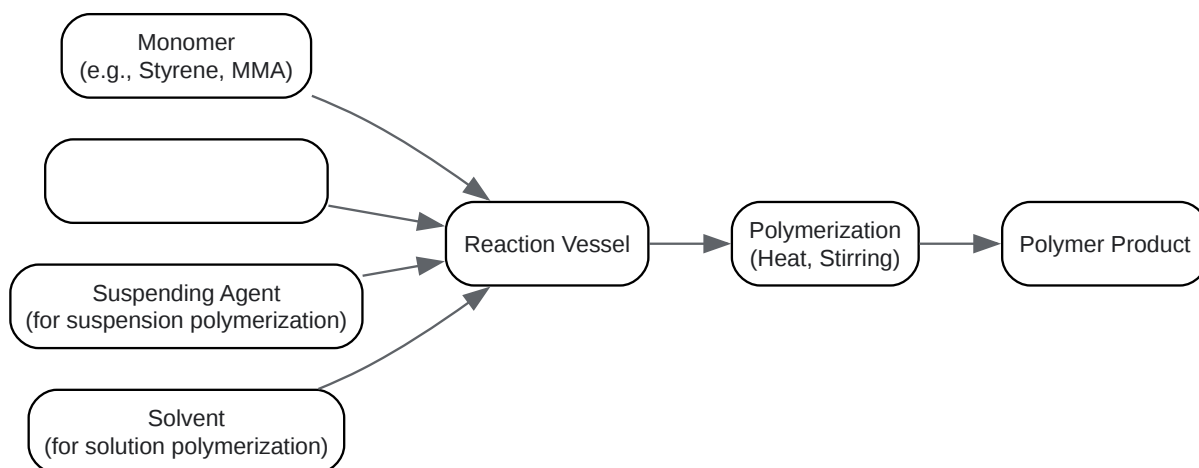 Monomer
(e.g., Styrene, MMA)
Suspending Agent
(for suspension polymerization)
Solvent
(for solution polymerization)
Reaction Vessel
Polymerization
(Heat, Stirring)
Polymer Product